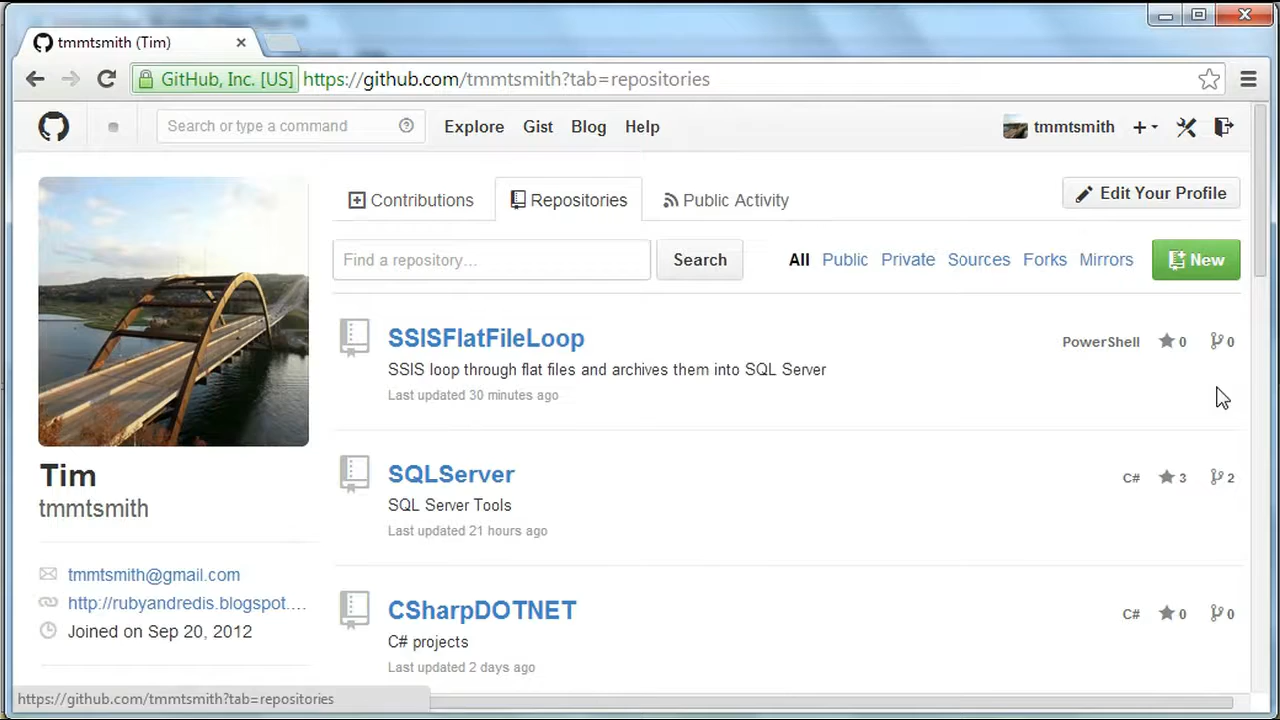 tmmtsmith (Tim)
GitHub, Inc. [US] https://github.com/tmmtsmith?tab=repositories
Search or type a command Explore Gist Blog Help tmmtsmith
Contributions Repositories Public Activity Edit Your Profile
Find a repository... Search All Public Private Sources Forks Mirrors New
SSISFlatFileLoop PowerShell 0 0
SSIS loop through flat files and archives them into SQL Server
Last updated 30 minutes ago
SQLServer C# 3 2
SQL Server Tools
Last updated 21 hours ago
CSharpDOTNET C# 0 0
C# projects
Last updated 2 days ago
Tim
tmmtsmith
tmmtsmith@gmail.com
http://rubyandredis.blogspot....
Joined on Sep 20, 2012
https://github.com/tmmtsmith?tab=repositories